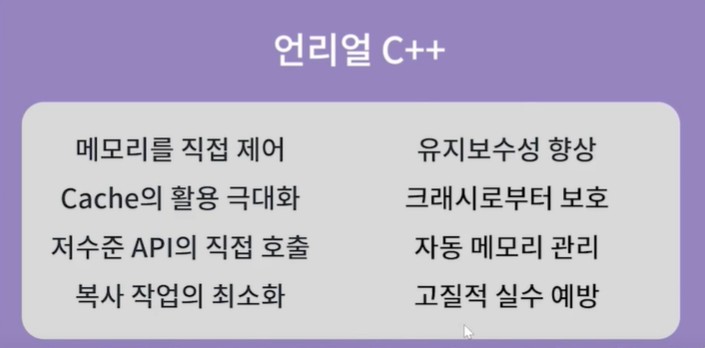 언리얼 C++
메모리를 직접 제어
Cache의 활용 극대화
저수준 API의 직접 호출
복사 작업의 최소화
유지보수성 향상
크래시로부터 보호
자동 메모리 관리
고질적 실수 예방